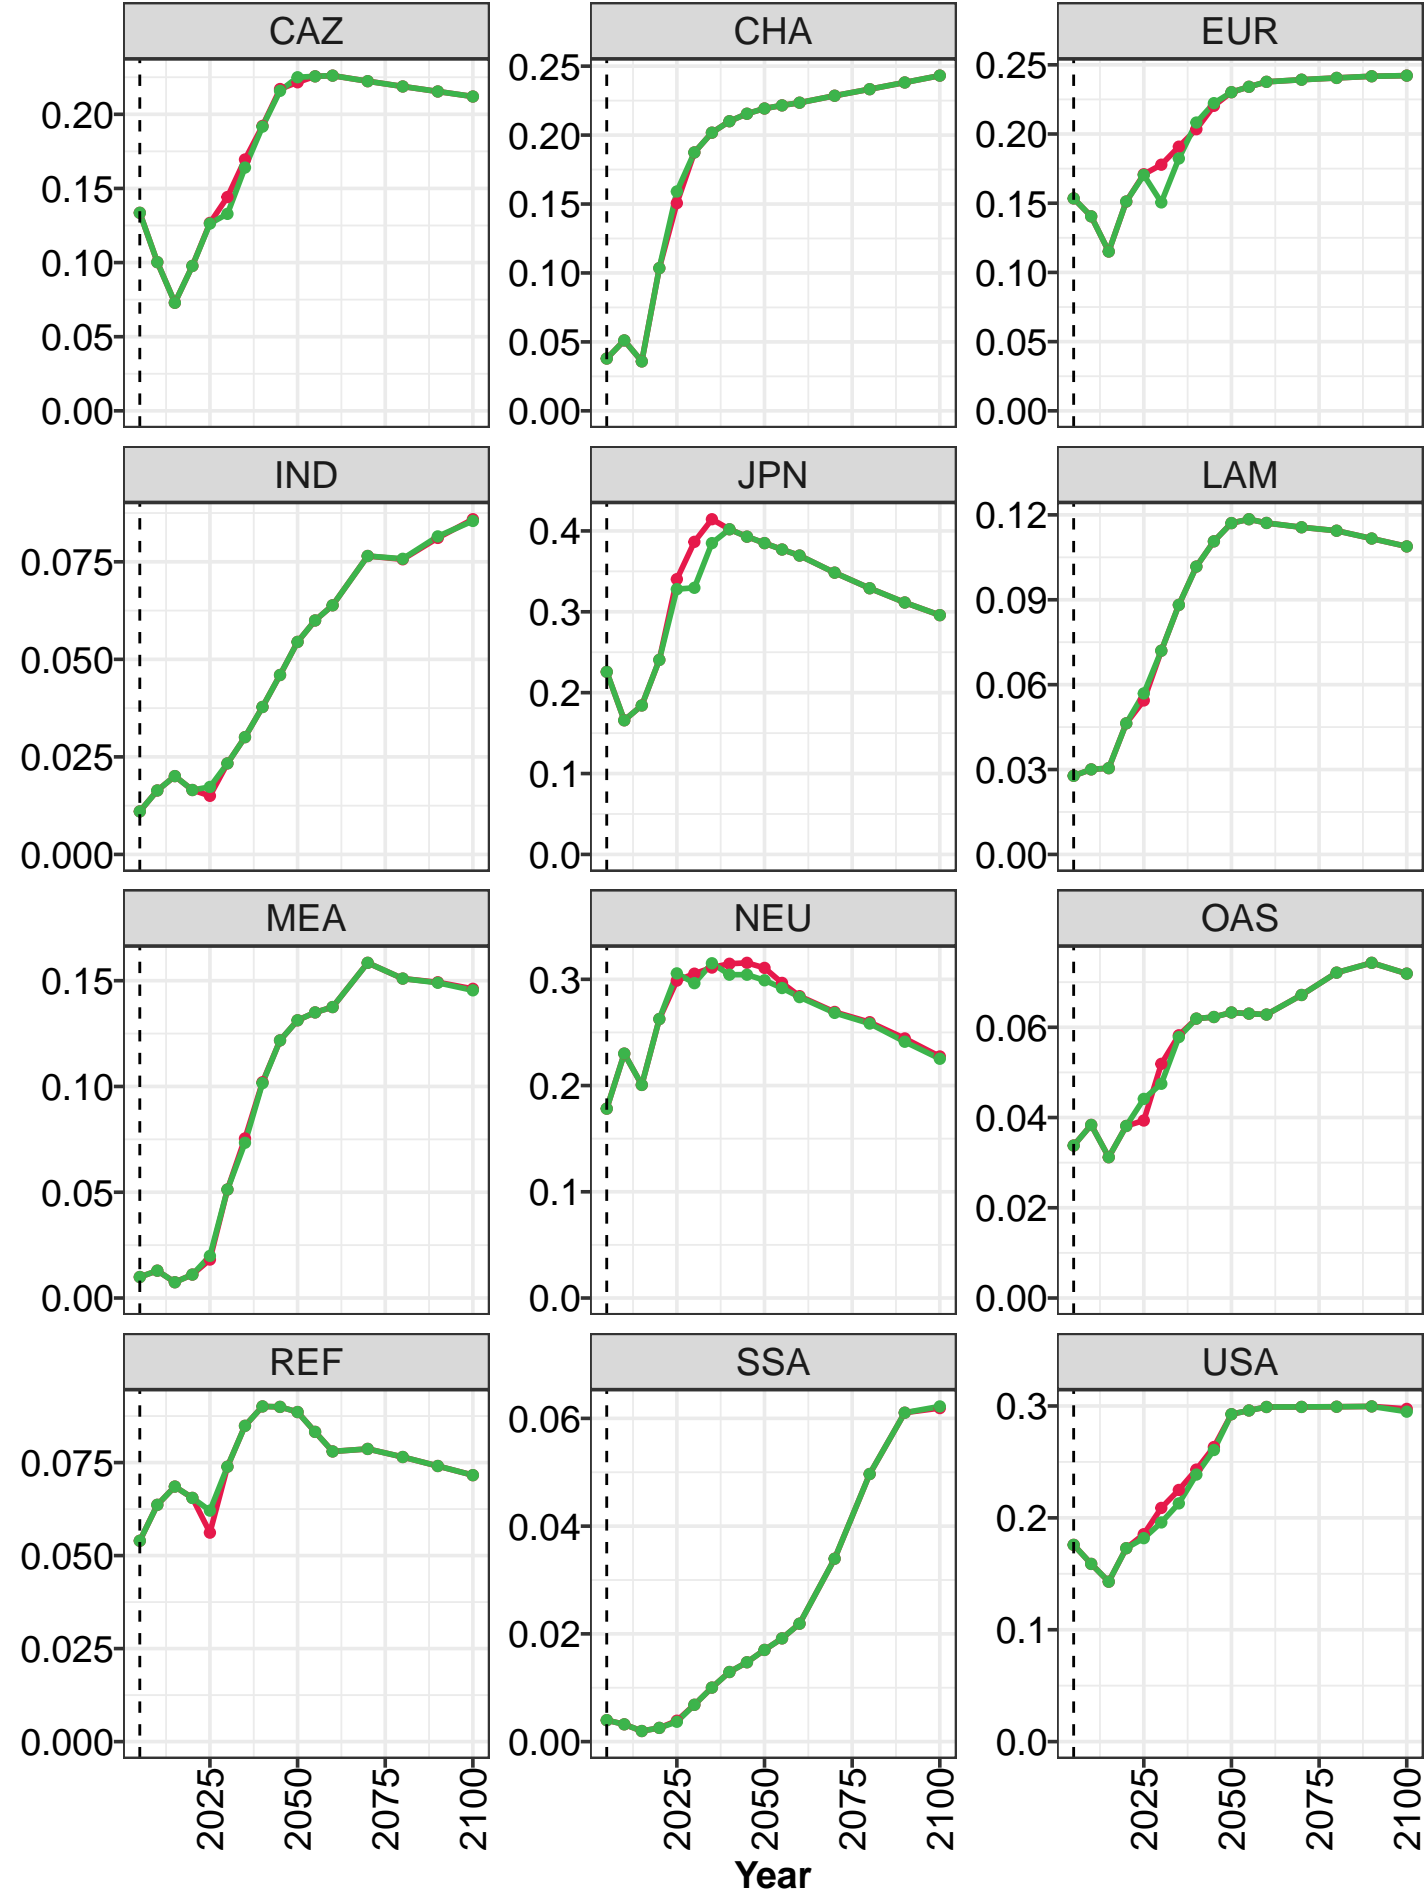 CAZ CHA EUR
0.20 0.15 0.10 0.05 0.00
0.25 0.20 0.15 0.10 0.05 0.00
0.25 0.20 0.15 0.10 0.05 0.00
IND JPN LAM
0.075 0.050 0.025 0.000
0.4 0.3 0.2 0.1 0.0
0.12 0.09 0.06 0.03 0.00
MEA NEU OAS
0.15 0.10 0.05 0.00
0.3 0.2 0.1 0.0
0.06 0.04 0.02 0.00
REF SSA USA
0.075 0.050 0.025 0.000
0.06 0.04 0.02 0.00
0.3 0.2 0.1 0.0
2025 2050 2075 2100 2025 2050 2075 2100 2025 2050 2075 2100
Year